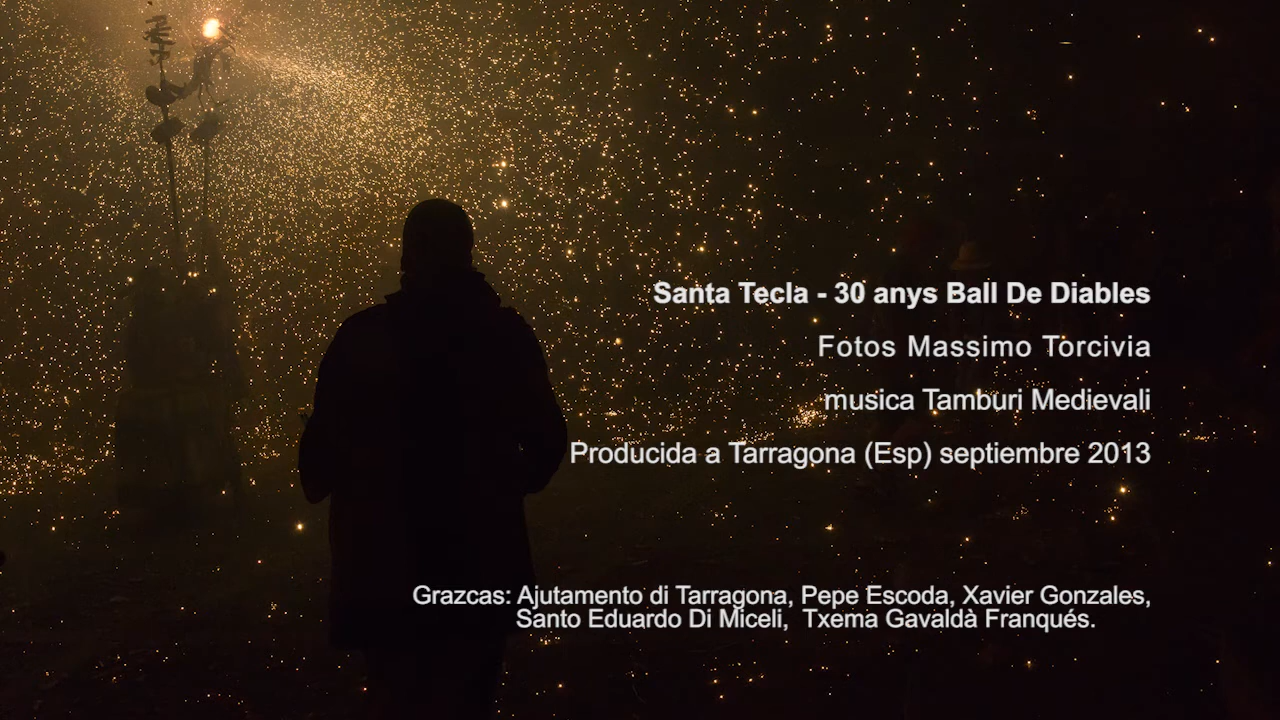 Santa Tecla - 30 anys Ball De Diables
Fotos Massimo Torcivia
musica Tamburi Medievali
Producida a Tarragona (Esp) septiembre 2013
Grazcas: Ajutamento di Tarragona, Pepe Escoda, Xavier Gonzales,
Santo Eduardo Di Miceli, Txema Gavaldà Franqués.